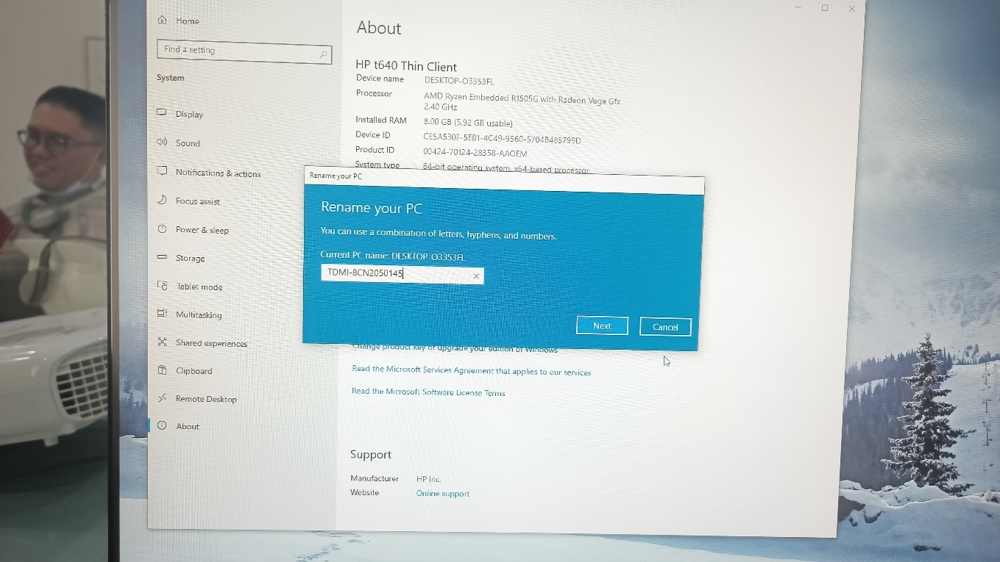 Home
Find a setting
System
Display
Sound
Notifications & actions
Focus assist
Power & sleep
Storage
Tablet mode
Multitasking
Shared experiences
Clipboard
Remote Desktop
About
About
HP t640 Thin Client
Device name DESKTOP-O3353FL
Processor AMD Ryzen Embedded R1505G with Radeon Vega Gfx
2.40 GHz
Installed RAM 8.00 GB (5.92 GB usable)
Device ID CE5A530F-5EB1-4C49-9560-5704B485799D
Product ID 00424-70124-28358-AAOEM
System type 64-bit operating system, x64-based processor
Rename your PC
Rename your PC
You can use a combination of letters, hyphens, and numbers.
Current PC name: DESKTOP-O3353FL
TDMI-8CN2050145
Next Cancel
Change product key or upgrade your edition of Windows
Read the Microsoft Services Agreement that applies to our services
Read the Microsoft Software License Terms
Support
Manufacturer HP Inc.
Website Online support